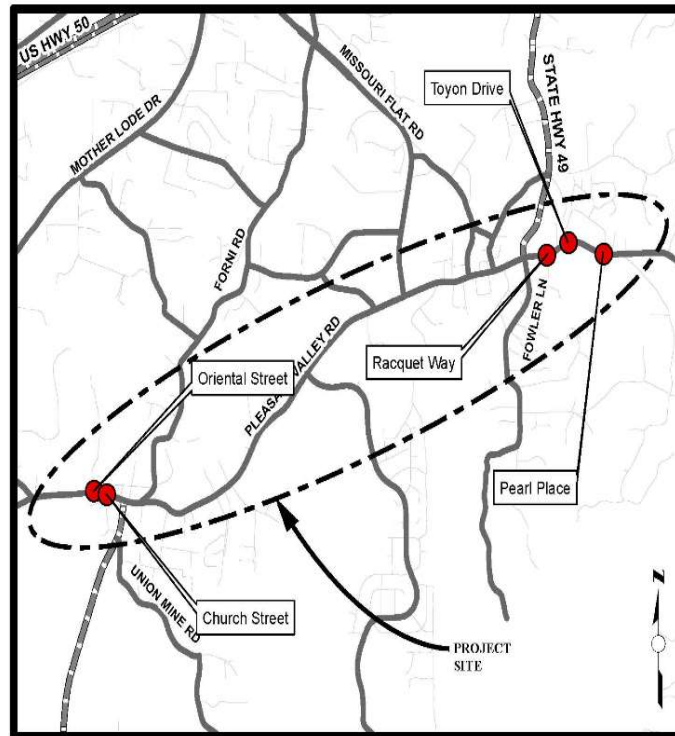 US HWY 50
MOTHER LODE DR
MISSOURI FLAT RD
Toyon Drive
STATE HWY 49
FORNI RD
Oriental Street
PLEASANT VALLEY RD
Racquet Way
FOWLER LN
Pearl Place
UNION MINE RD
Church Street
PROJECT
SITE
N